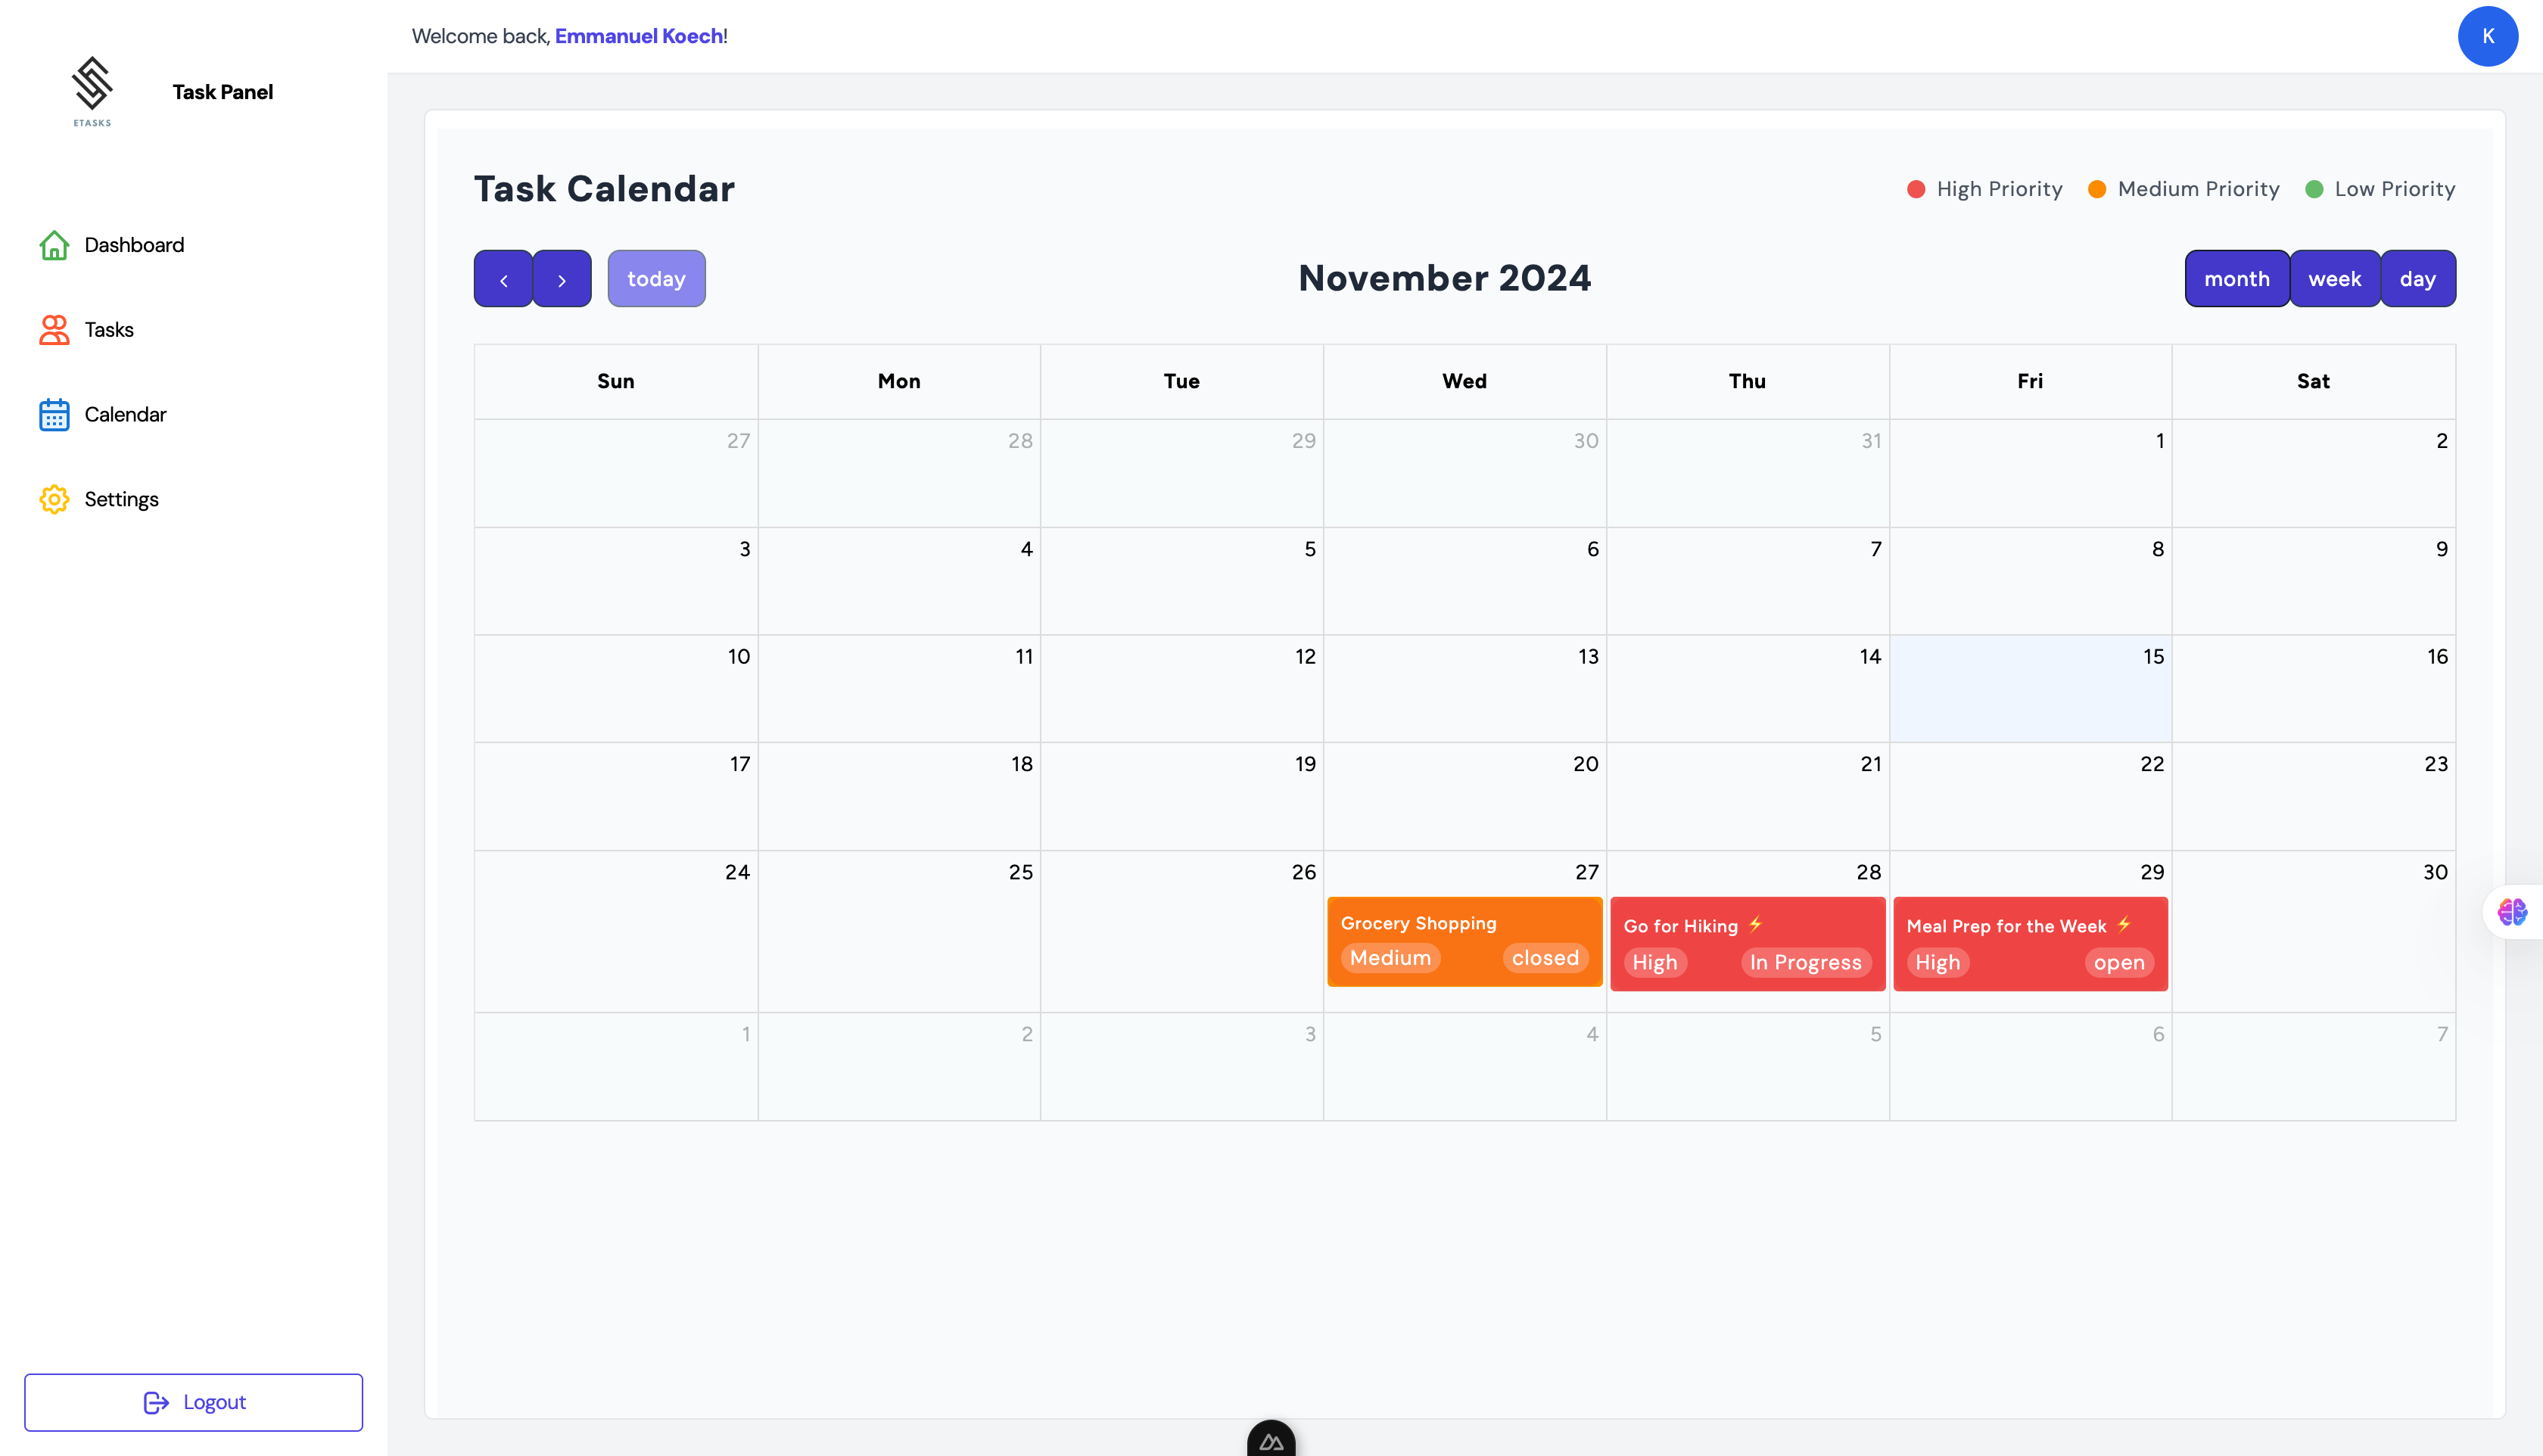 Welcome back, Emmanuel Koech!
K
ETASKS
Task Panel
Dashboard
Tasks
Calendar
Settings
Logout
Task Calendar
High Priority
Medium Priority
Low Priority
today
November 2024
month
week
day
Sun Mon Tue Wed Thu Fri Sat
27 28 29 30 31 1 2
3 4 5 6 7 8 9
10 11 12 13 14 15 16
17 18 19 20 21 22 23
24 25 26 27 28 29 30
Grocery Shopping
Medium closed
Go for Hiking ⚡
High In Progress
Meal Prep for the Week ⚡
High open
1 2 3 4 5 6 7